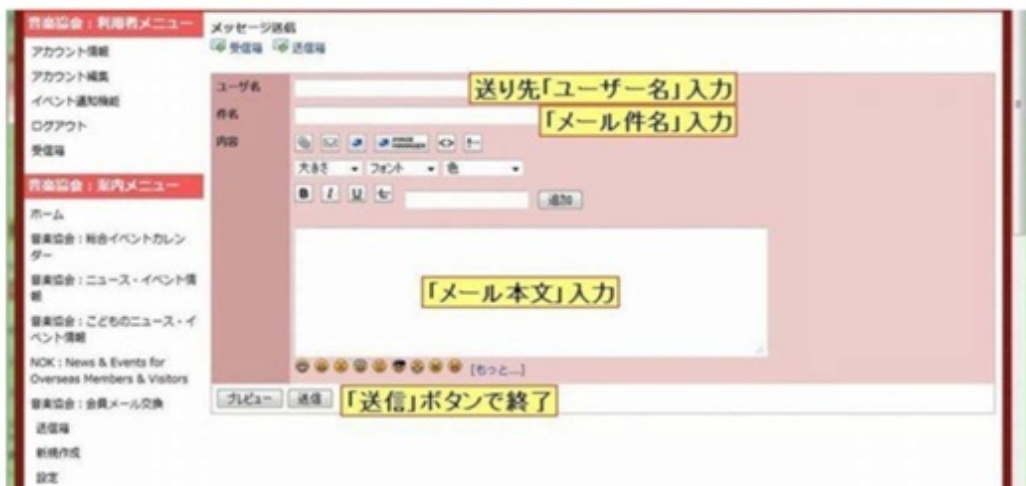 音楽協会：利用者メニュー
アカウント情報
アカウント編集
イベント通知機能
ログアウト
受信箱
音楽協会：案内メニュー
ホーム
音楽協会：総合イベントカレン
ダー
音楽協会：ニュース・イベント情
報
音楽協会：こどものニュース・イ
ベント情報
NOK : News & Events for
Overseas Members & Visitors
音楽協会：会員メール交換
送信箱
新規作成
設定
メッセージ送信
受信箱 送信箱
ユーザ名
送り先「ユーザー名」入力
件名
「メール件名」入力
内容
大きさ フォント 色
B I U
追加
「メール本文」入力
[もっと...]
プレビュー 送信 「送信」ボタンで終了